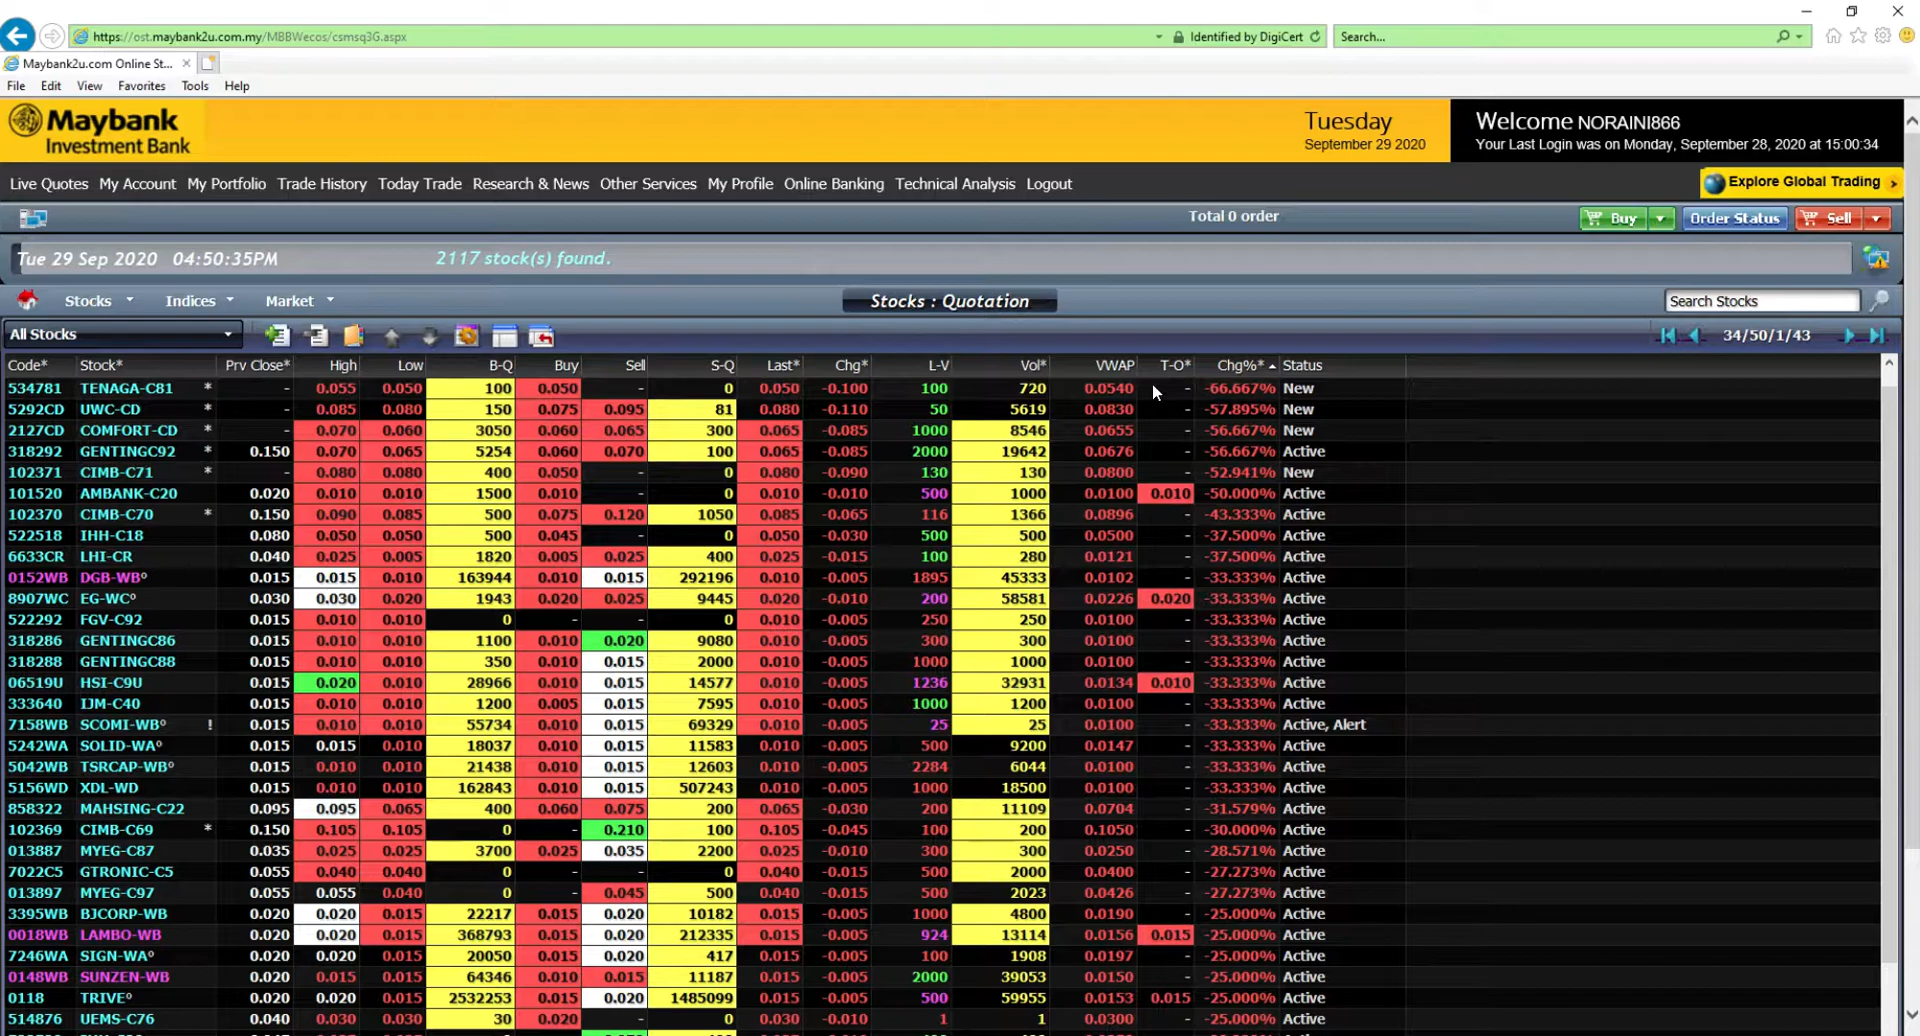 https://ost.maybank2u.com.my/MBBWecos/csmsq3G.aspx Identified by DigiCert Search...
Maybank2u.com Online St...
File Edit View Favorites Tools Help
Maybank
Investment Bank
Tuesday
September 29 2020
Welcome NORAINI866
Your Last Login was on Monday, September 28, 2020 at 15:00:34
Live Quotes My Account My Portfolio Trade History Today Trade Research & News Other Services My Profile Online Banking Technical Analysis Logout
Explore Global Trading >
Total 0 order Buy Order Status Sell
Tue 29 Sep 2020 04:50:35PM 2117 stock(s) found.
Stocks Indices Market Stocks : Quotation Search Stocks
All Stocks 34/50/1/43
Code* Stock* Prv Close* High Low B-Q Buy Sell S-Q Last* Chg* L-V Vol* VWAP T-O* Chg%* Status
534781 TENAGA-C81 * - 0.055 0.050 100 0.050 - 0 0.050 -0.100 100 720 0.0540 - -66.667% New
5292CD UWC-CD * - 0.085 0.080 150 0.075 0.095 81 0.080 -0.110 50 5619 0.0830 - -57.895% New
2127CD COMFORT-CD * - 0.070 0.060 3050 0.060 0.065 300 0.065 -0.085 1000 8546 0.0655 - -56.667% New
318292 GENTINGC92 * 0.150 0.070 0.065 5254 0.060 0.070 100 0.065 -0.085 2000 19642 0.0676 - -56.667% Active
102371 CIMB-C71 * - 0.080 0.080 400 0.050 - 0 0.080 -0.090 130 130 0.0800 - -52.941% New
101520 AMBANK-C20 0.020 0.010 0.010 1500 0.010 - 0 0.010 -0.010 500 1000 0.0100 0.010 -50.000% Active
102370 CIMB-C70 * 0.150 0.090 0.085 500 0.075 0.120 1050 0.085 -0.065 116 1366 0.0896 - -43.333% Active
522518 IHH-C18 0.080 0.050 0.050 500 0.045 - 0 0.050 -0.030 500 500 0.0500 - -37.500% Active
6633CR LHI-CR 0.040 0.025 0.005 1820 0.005 0.025 400 0.025 -0.015 100 280 0.0121 - -37.500% Active
0152WB DGB-WBº 0.015 0.015 0.010 163944 0.010 0.015 292196 0.010 -0.005 1895 45333 0.0102 - -33.333% Active
8907WC EG-WCº 0.030 0.030 0.020 1943 0.020 0.025 9445 0.020 -0.010 200 58581 0.0226 0.020 -33.333% Active
522292 FGV-C92 0.015 0.010 0.010 0 - - 0 0.010 -0.005 250 250 0.0100 - -33.333% Active
318286 GENTINGC86 0.015 0.010 0.010 1100 0.010 0.020 9080 0.010 -0.005 300 300 0.0100 - -33.333% Active
318288 GENTINGC88 0.015 0.010 0.010 350 0.010 0.015 2000 0.010 -0.005 1000 1000 0.0100 - -33.333% Active
06519U HSI-C9U 0.015 0.020 0.010 28966 0.010 0.015 14577 0.010 -0.005 1236 32931 0.0134 0.010 -33.333% Active
333640 IJM-C40 0.015 0.010 0.010 1200 0.005 0.015 7595 0.010 -0.005 1000 1200 0.0100 - -33.333% Active
7158WB SCOMI-WBº ! 0.015 0.010 0.010 55734 0.010 0.015 69329 0.010 -0.005 25 25 0.0100 - -33.333% Active, Alert
5242WA SOLID-WAº 0.015 0.015 0.010 18037 0.010 0.015 11583 0.010 -0.005 500 9200 0.0147 - -33.333% Active
5042WB TSRCAP-WBº 0.015 0.010 0.010 21438 0.010 0.015 12603 0.010 -0.005 2284 6044 0.0100 - -33.333% Active
5156WD XDL-WD 0.015 0.010 0.010 162843 0.010 0.015 507243 0.010 -0.005 1000 18500 0.0100 - -33.333% Active
858322 MAHSING-C22 0.095 0.095 0.065 400 0.060 0.075 200 0.065 -0.030 200 11109 0.0704 - -31.579% Active
102369 CIMB-C69 * 0.150 0.105 0.105 0 - 0.210 100 0.105 -0.045 100 200 0.1050 - -30.000% Active
013887 MYEG-C87 0.035 0.025 0.025 3700 0.025 0.035 2200 0.025 -0.010 300 300 0.0250 - -28.571% Active
7022C5 GTRONIC-C5 0.055 0.040 0.040 0 - - 0 0.040 -0.015 500 2000 0.0400 - -27.273% Active
013897 MYEG-C97 0.055 0.055 0.040 0 - 0.045 500 0.040 -0.015 500 2023 0.0426 - -27.273% Active
3395WB BJCORP-WB 0.020 0.020 0.015 22217 0.015 0.020 10182 0.015 -0.005 1000 4800 0.0190 - -25.000% Active
0018WB LAMBO-WB 0.020 0.020 0.015 368793 0.015 0.020 212335 0.015 -0.005 924 13114 0.0156 0.015 -25.000% Active
7246WA SIGN-WAº 0.020 0.020 0.015 20050 0.015 0.020 417 0.015 -0.005 100 1908 0.0197 - -25.000% Active
0148WB SUNZEN-WB 0.020 0.015 0.015 64346 0.010 0.015 11187 0.015 -0.005 2000 39053 0.0150 - -25.000% Active
0118 TRIVEº 0.020 0.020 0.015 2532253 0.015 0.020 1485099 0.015 -0.005 500 59955 0.0153 0.015 -25.000% Active
514876 UEMS-C76 0.040 0.030 0.030 30 0.020 - 0 0.030 -0.010 1 1 0.0300 - -25.000% Active